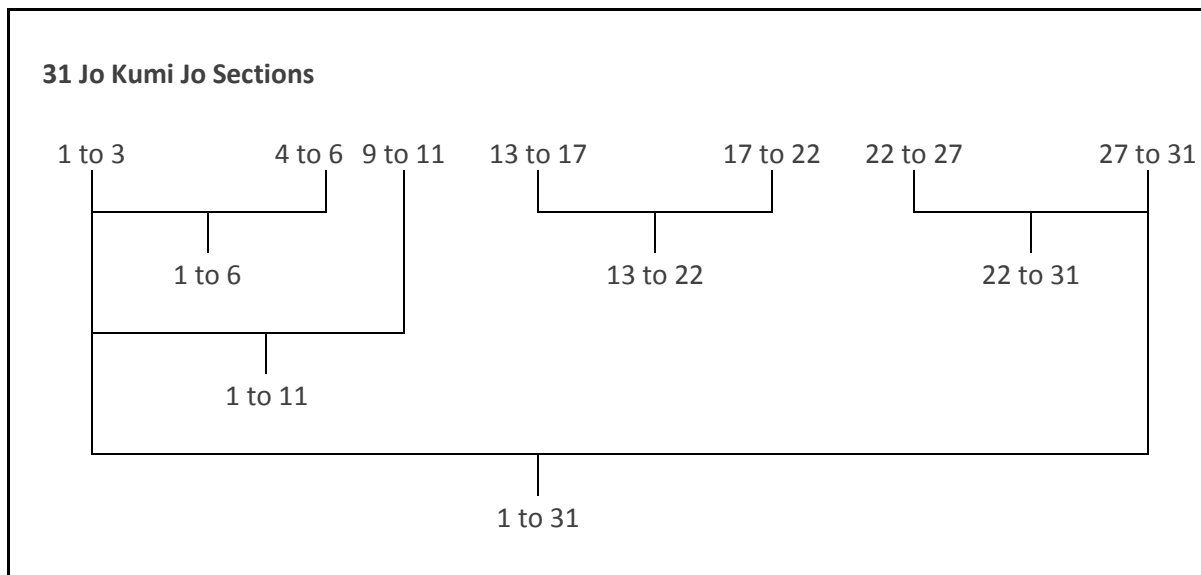 31 Jo Kumi Jo Sections
1 to 3 4 to 6 9 to 11 13 to 17 17 to 22 22 to 27 27 to 31
1 to 6 13 to 22 22 to 31
1 to 11
1 to 31